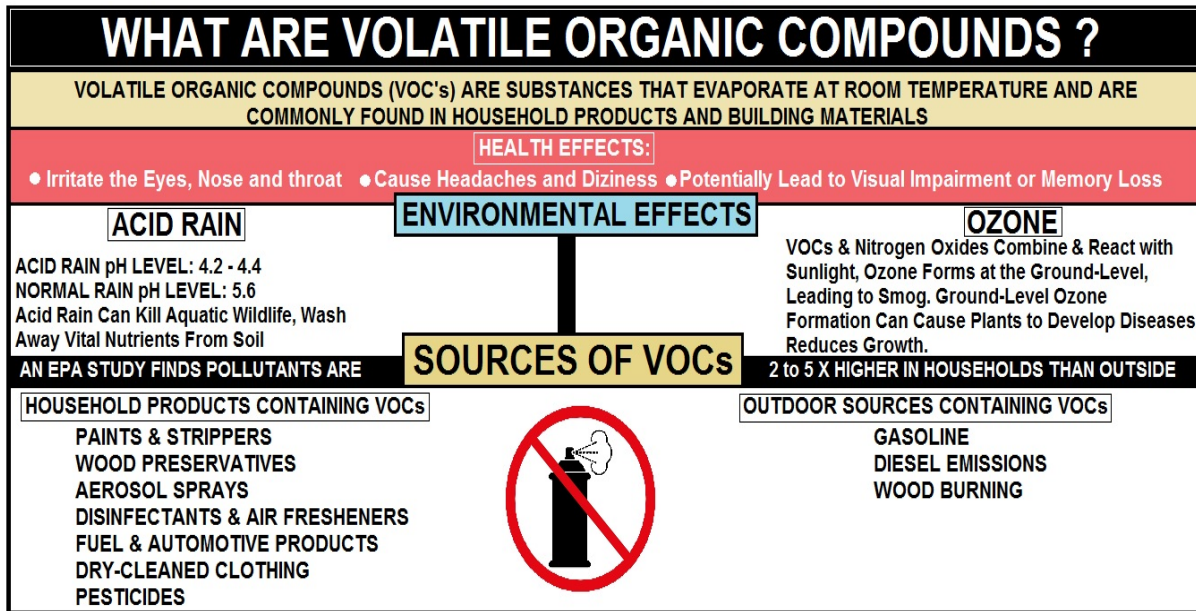 WHAT ARE VOLATILE ORGANIC COMPOUNDS ?
VOLATILE ORGANIC COMPOUNDS (VOC's) ARE SUBSTANCES THAT EVAPORATE AT ROOM TEMPERATURE AND ARE
COMMONLY FOUND IN HOUSEHOLD PRODUCTS AND BUILDING MATERIALS
HEALTH EFFECTS:
● Irritate the Eyes, Nose and throat ● Cause Headaches and Diziness ● Potentially Lead to Visual Impairment or Memory Loss
ENVIRONMENTAL EFFECTS
ACID RAIN
ACID RAIN pH LEVEL: 4.2 - 4.4
NORMAL RAIN pH LEVEL: 5.6
Acid Rain Can Kill Aquatic Wildlife, Wash
Away Vital Nutrients From Soil
OZONE
VOCs & Nitrogen Oxides Combine & React with
Sunlight, Ozone Forms at the Ground-Level,
Leading to Smog. Ground-Level Ozone
Formation Can Cause Plants to Develop Diseases
Reduces Growth.
SOURCES OF VOCs
AN EPA STUDY FINDS POLLUTANTS ARE 2 to 5 X HIGHER IN HOUSEHOLDS THAN OUTSIDE
HOUSEHOLD PRODUCTS CONTAINING VOCs
PAINTS & STRIPPERS
WOOD PRESERVATIVES
AEROSOL SPRAYS
DISINFECTANTS & AIR FRESHENERS
FUEL & AUTOMOTIVE PRODUCTS
DRY-CLEANED CLOTHING
PESTICIDES
OUTDOOR SOURCES CONTAINING VOCs
GASOLINE
DIESEL EMISSIONS
WOOD BURNING